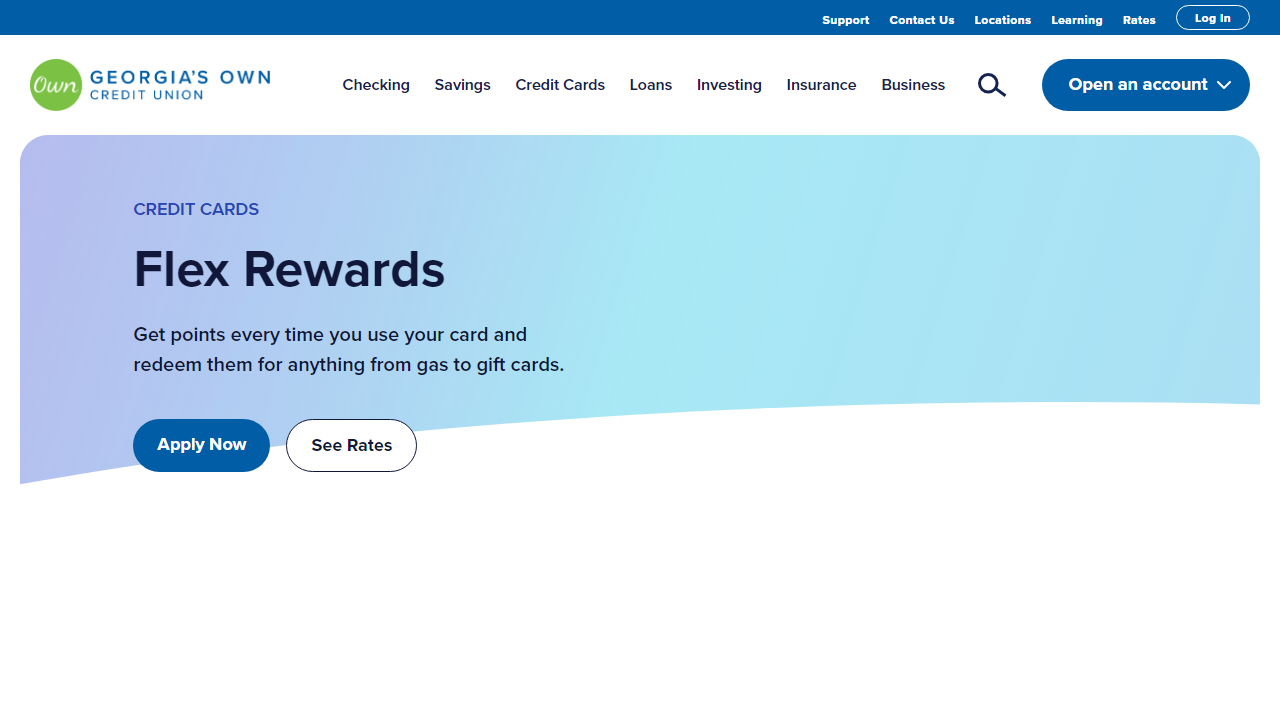 Support Contact Us Locations Learning Rates Log In
Own GEORGIA'S OWN
CREDIT UNION
Checking Savings Credit Cards Loans Investing Insurance Business Open an account
CREDIT CARDS
Flex Rewards
Get points every time you use your card and
redeem them for anything from gas to gift cards.
Apply Now See Rates